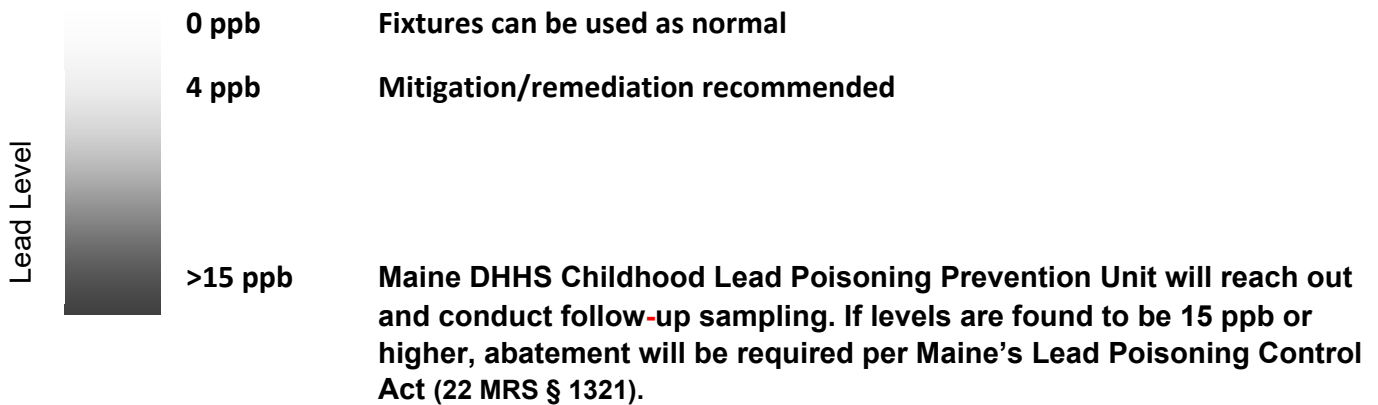 0 ppb Fixtures can be used as normal
4 ppb Mitigation/remediation recommended
Lead Level
>15 ppb Maine DHHS Childhood Lead Poisoning Prevention Unit will reach out
and conduct follow-up sampling. If levels are found to be 15 ppb or
higher, abatement will be required per Maine’s Lead Poisoning Control
Act (22 MRS § 1321).